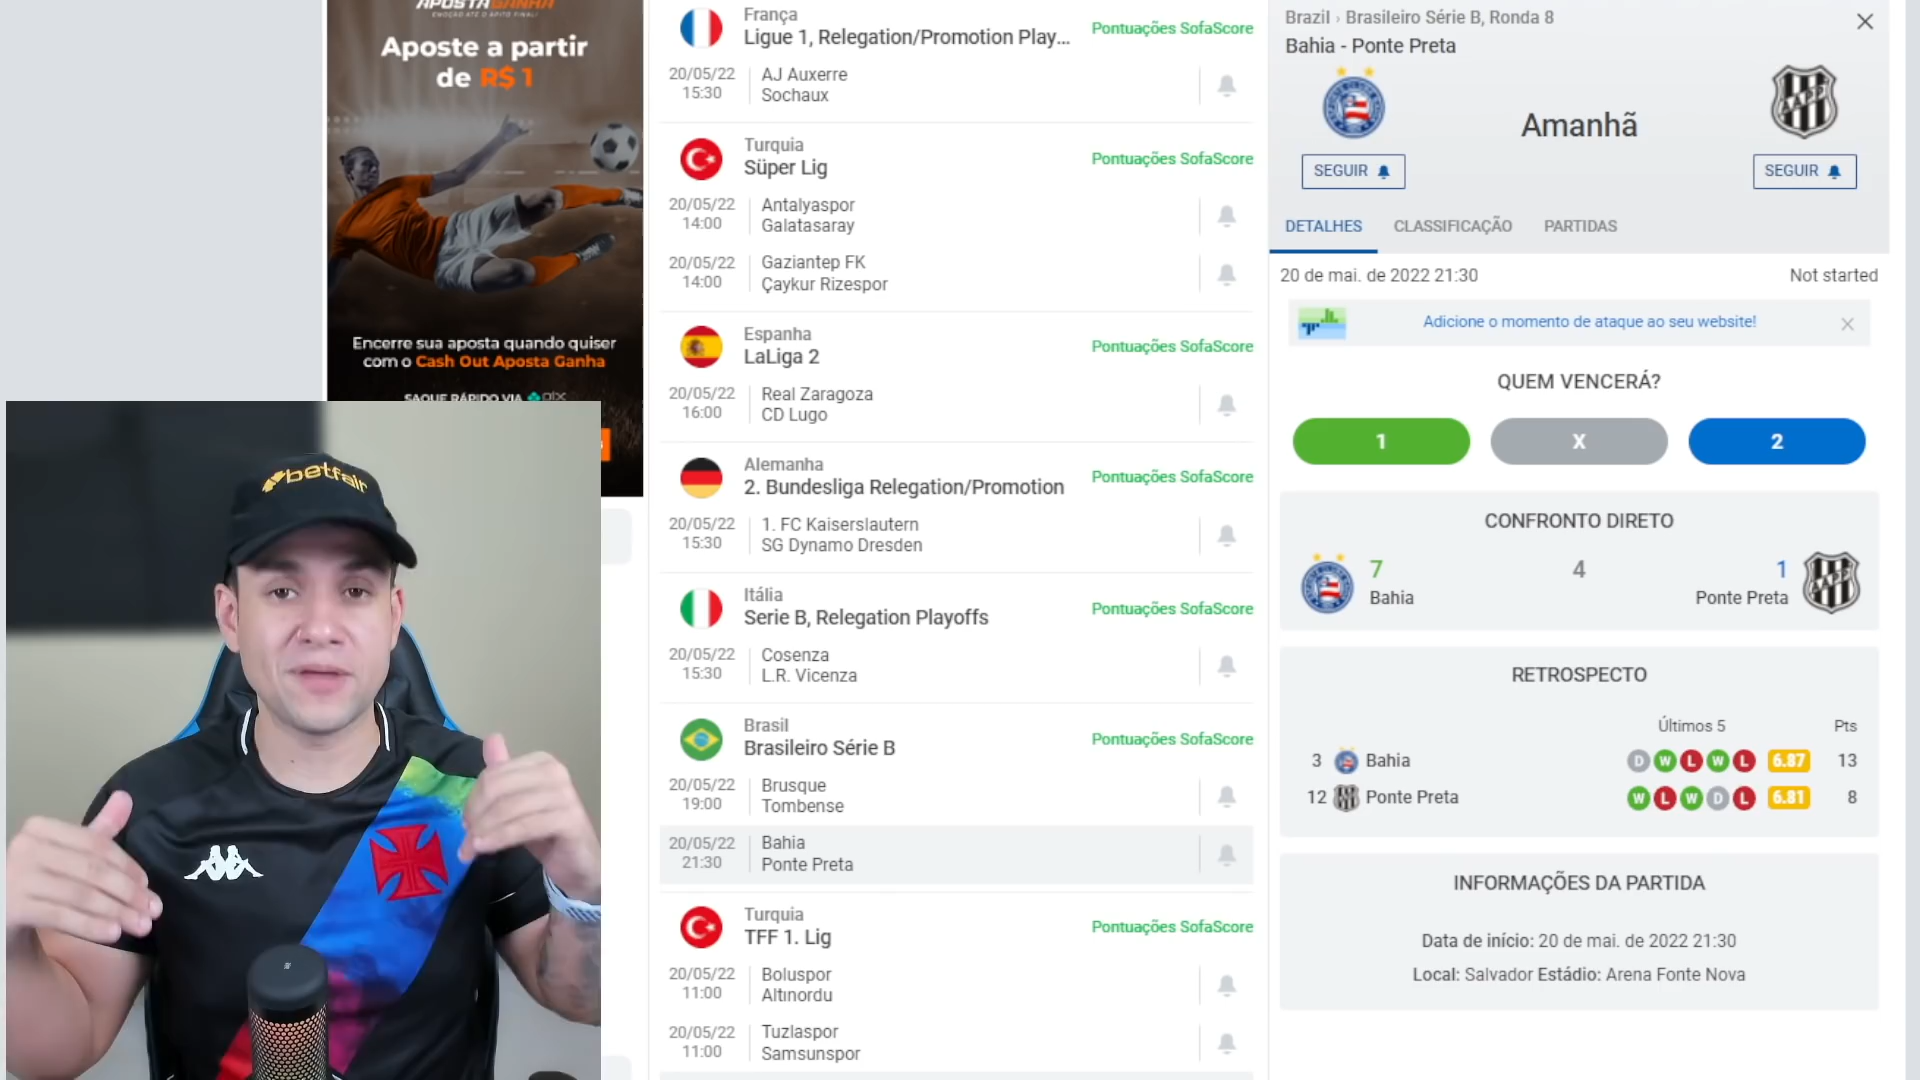 APOSTAGANHA
EMOÇÃO ATÉ O APITO FINAL!
Aposte a partir
de R$ 1
Encerre sua aposta quando quiser
com o Cash Out Aposta Ganha
SAQUE RÁPIDO VIA pix
betfair
França
Ligue 1, Relegation/Promotion Play...
Pontuações SofaScore
20/05/22
15:30
AJ Auxerre
Sochaux
Turquia
Süper Lig
Pontuações SofaScore
20/05/22
14:00
Antalyaspor
Galatasaray
20/05/22
14:00
Gaziantep FK
Çaykur Rizespor
Espanha
LaLiga 2
Pontuações SofaScore
20/05/22
16:00
Real Zaragoza
CD Lugo
Alemanha
2. Bundesliga Relegation/Promotion
Pontuações SofaScore
20/05/22
15:30
1. FC Kaiserslautern
SG Dynamo Dresden
Itália
Serie B, Relegation Playoffs
Pontuações SofaScore
20/05/22
15:30
Cosenza
L.R. Vicenza
Brasil
Brasileiro Série B
Pontuações SofaScore
20/05/22
19:00
Brusque
Tombense
20/05/22
21:30
Bahia
Ponte Preta
Turquia
TFF 1. Lig
Pontuações SofaScore
20/05/22
11:00
Boluspor
Altınordu
20/05/22
11:00
Tuzlaspor
Samsunspor
Brazil › Brasileiro Série B, Ronda 8
Bahia - Ponte Preta
Amanhã
SEGUIR
SEGUIR
DETALHES CLASSIFICAÇÃO PARTIDAS
20 de mai. de 2022 21:30 Not started
Adicione o momento de ataque ao seu website!
QUEM VENCERÁ?
1 X 2
CONFRONTO DIRETO
7 4 1
Bahia Ponte Preta
RETROSPECTO
Últimos 5 Pts
3 Bahia D W L W L 6.87 13
12 Ponte Preta W L W D L 6.81 8
INFORMAÇÕES DA PARTIDA
Data de início: 20 de mai. de 2022 21:30
Local: Salvador Estádio: Arena Fonte Nova